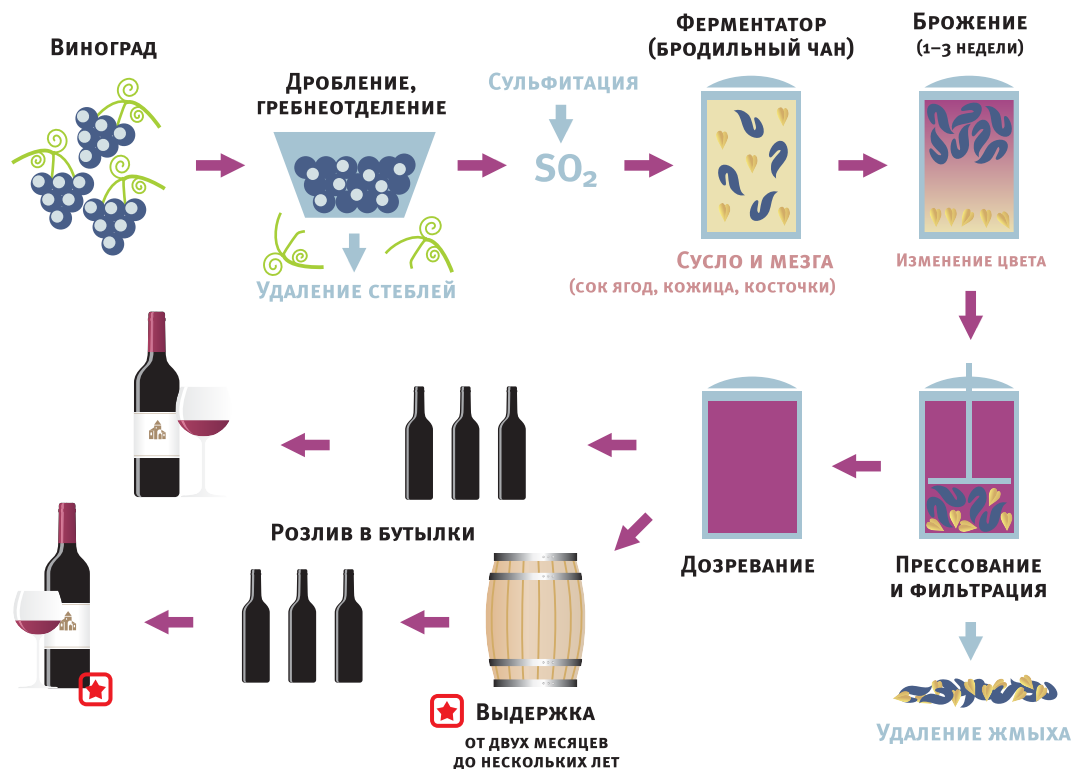 Виноград
Дробление,
гребнеотделение
Сульфитация
SO₂
Ферментатор
(бродильный чан)
Брожение
(1–3 недели)
Удаление стеблей
Сусло и мезга
(сок ягод, кожица, косточки)
Изменение цвета
Прессование
и фильтрация
Удаление жмыха
Дозревание
Розлив в бутылки
Выдержка
от двух месяцев
до нескольких лет